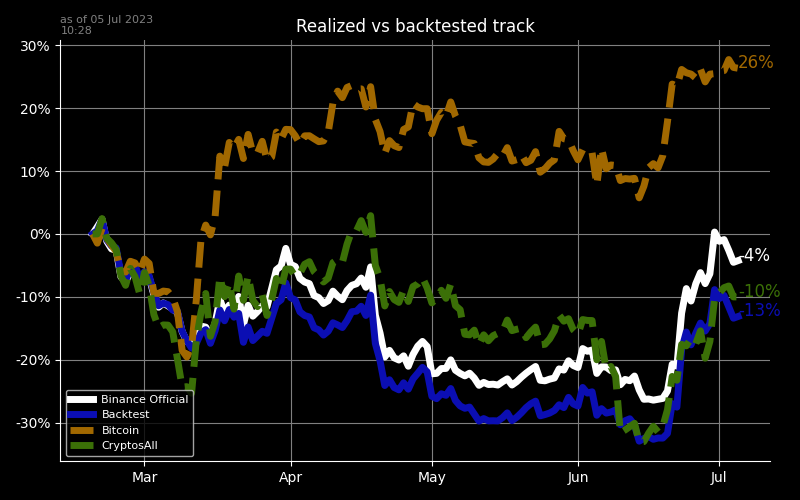 as of 05 Jul 2023
10:28
Realized vs backtested track
30%
20%
10%
0%
-10%
-20%
-30%
26%
-4%
-10%
-13%
Binance Official
Backtest
Bitcoin
CryptosAll
Mar
Apr
May
Jun
Jul